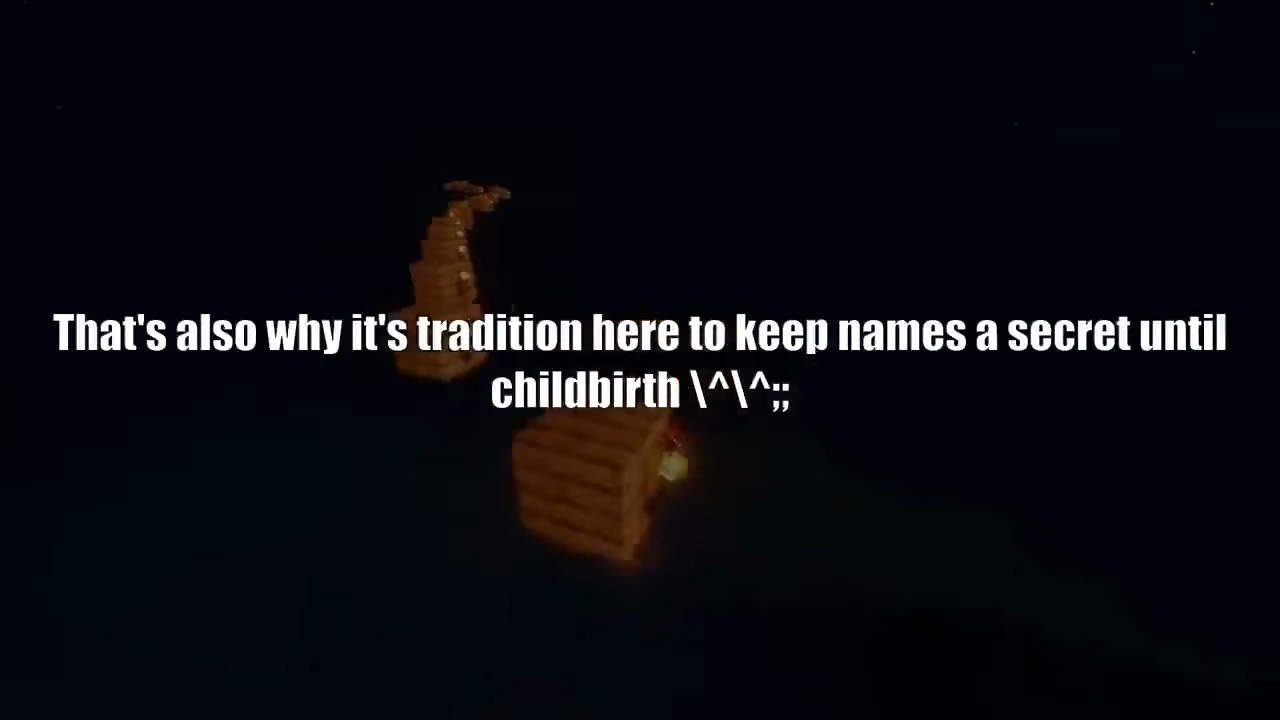 That's also why it's tradition here to keep names a secret until
childbirth \^\^;;